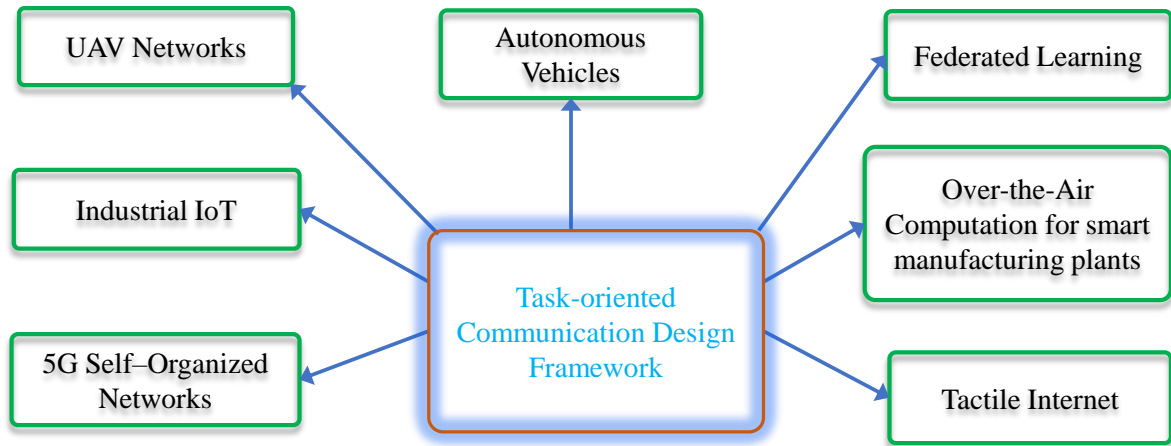 UAV Networks
Autonomous
Vehicles
Federated Learning
Industrial IoT
Over-the-Air
Computation for smart
manufacturing plants
Task-oriented
Communication Design
Framework
5G Self–Organized
Networks
Tactile Internet